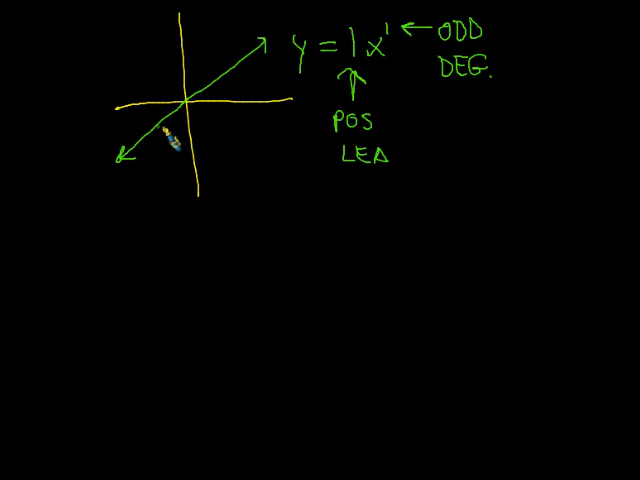 y = 1x¹ ← ODD
DEG.
POS
LEA